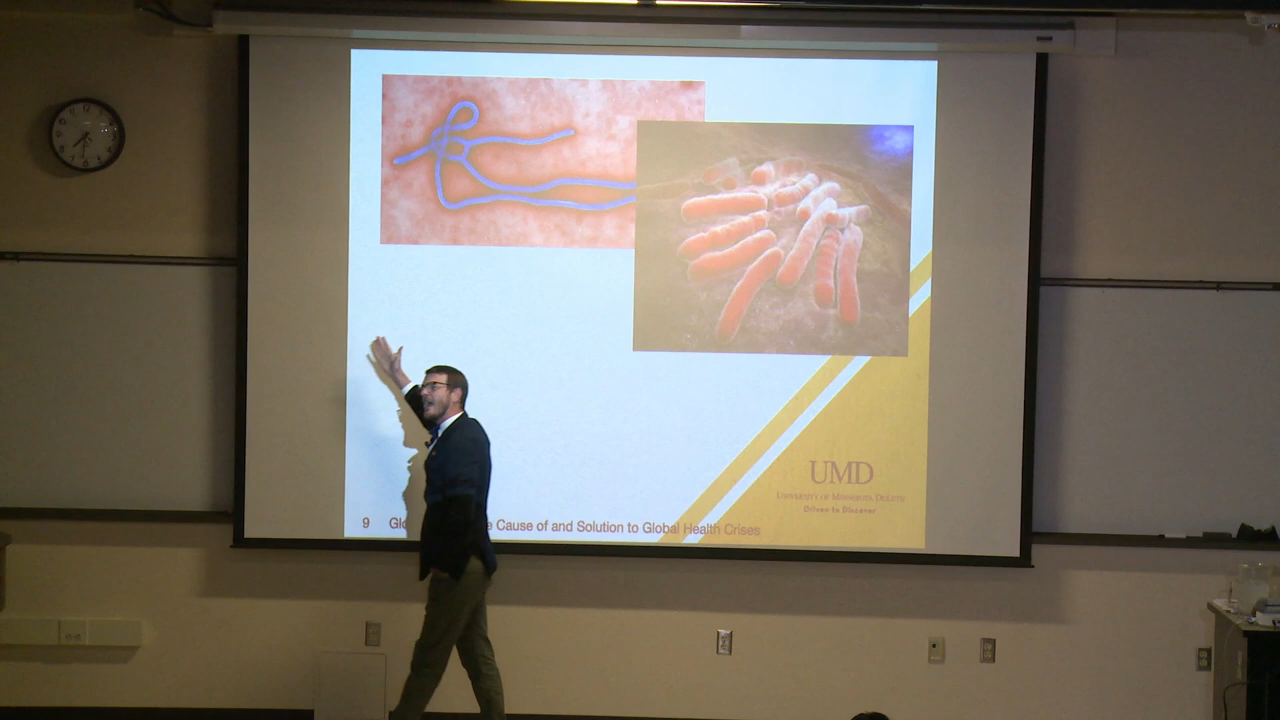 UMD
UNIVERSITY OF MINNESOTA DULUTH
Driven to Discover
9 Cause of and Solution to Global Health Crises